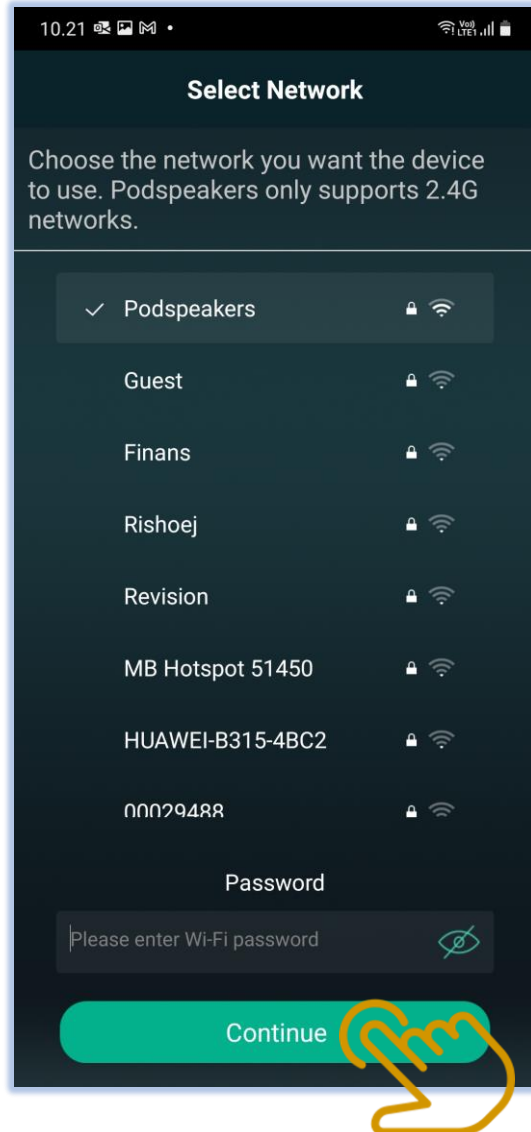 10.21
Vo))
LTE1
Select Network
Choose the network you want the device
to use. Podspeakers only supports 2.4G
networks.
Podspeakers
Guest
Finans
Rishoej
Revision
MB Hotspot 51450
HUAWEI-B315-4BC2
00029488
Password
Please enter Wi-Fi password
Continue